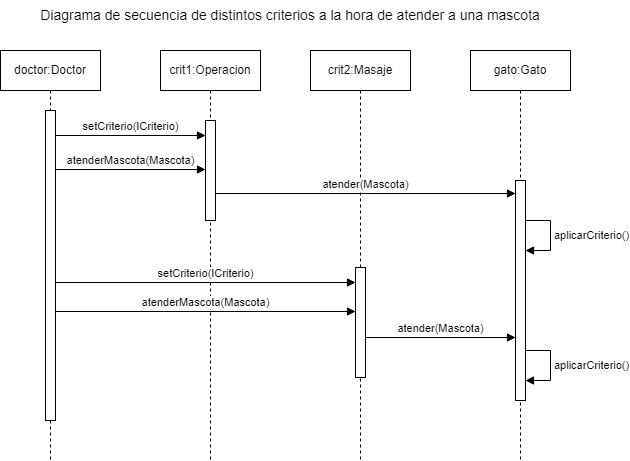 Diagrama de secuencia de distintos criterios a la hora de atender a una mascota
doctor:Doctor
crit1:Operacion
crit2:Masaje
gato:Gato
setCriterio(ICriterio)
atenderMascota(Mascota)
atender(Mascota)
aplicarCriterio()
setCriterio(ICriterio)
atenderMascota(Mascota)
atender(Mascota)
aplicarCriterio()